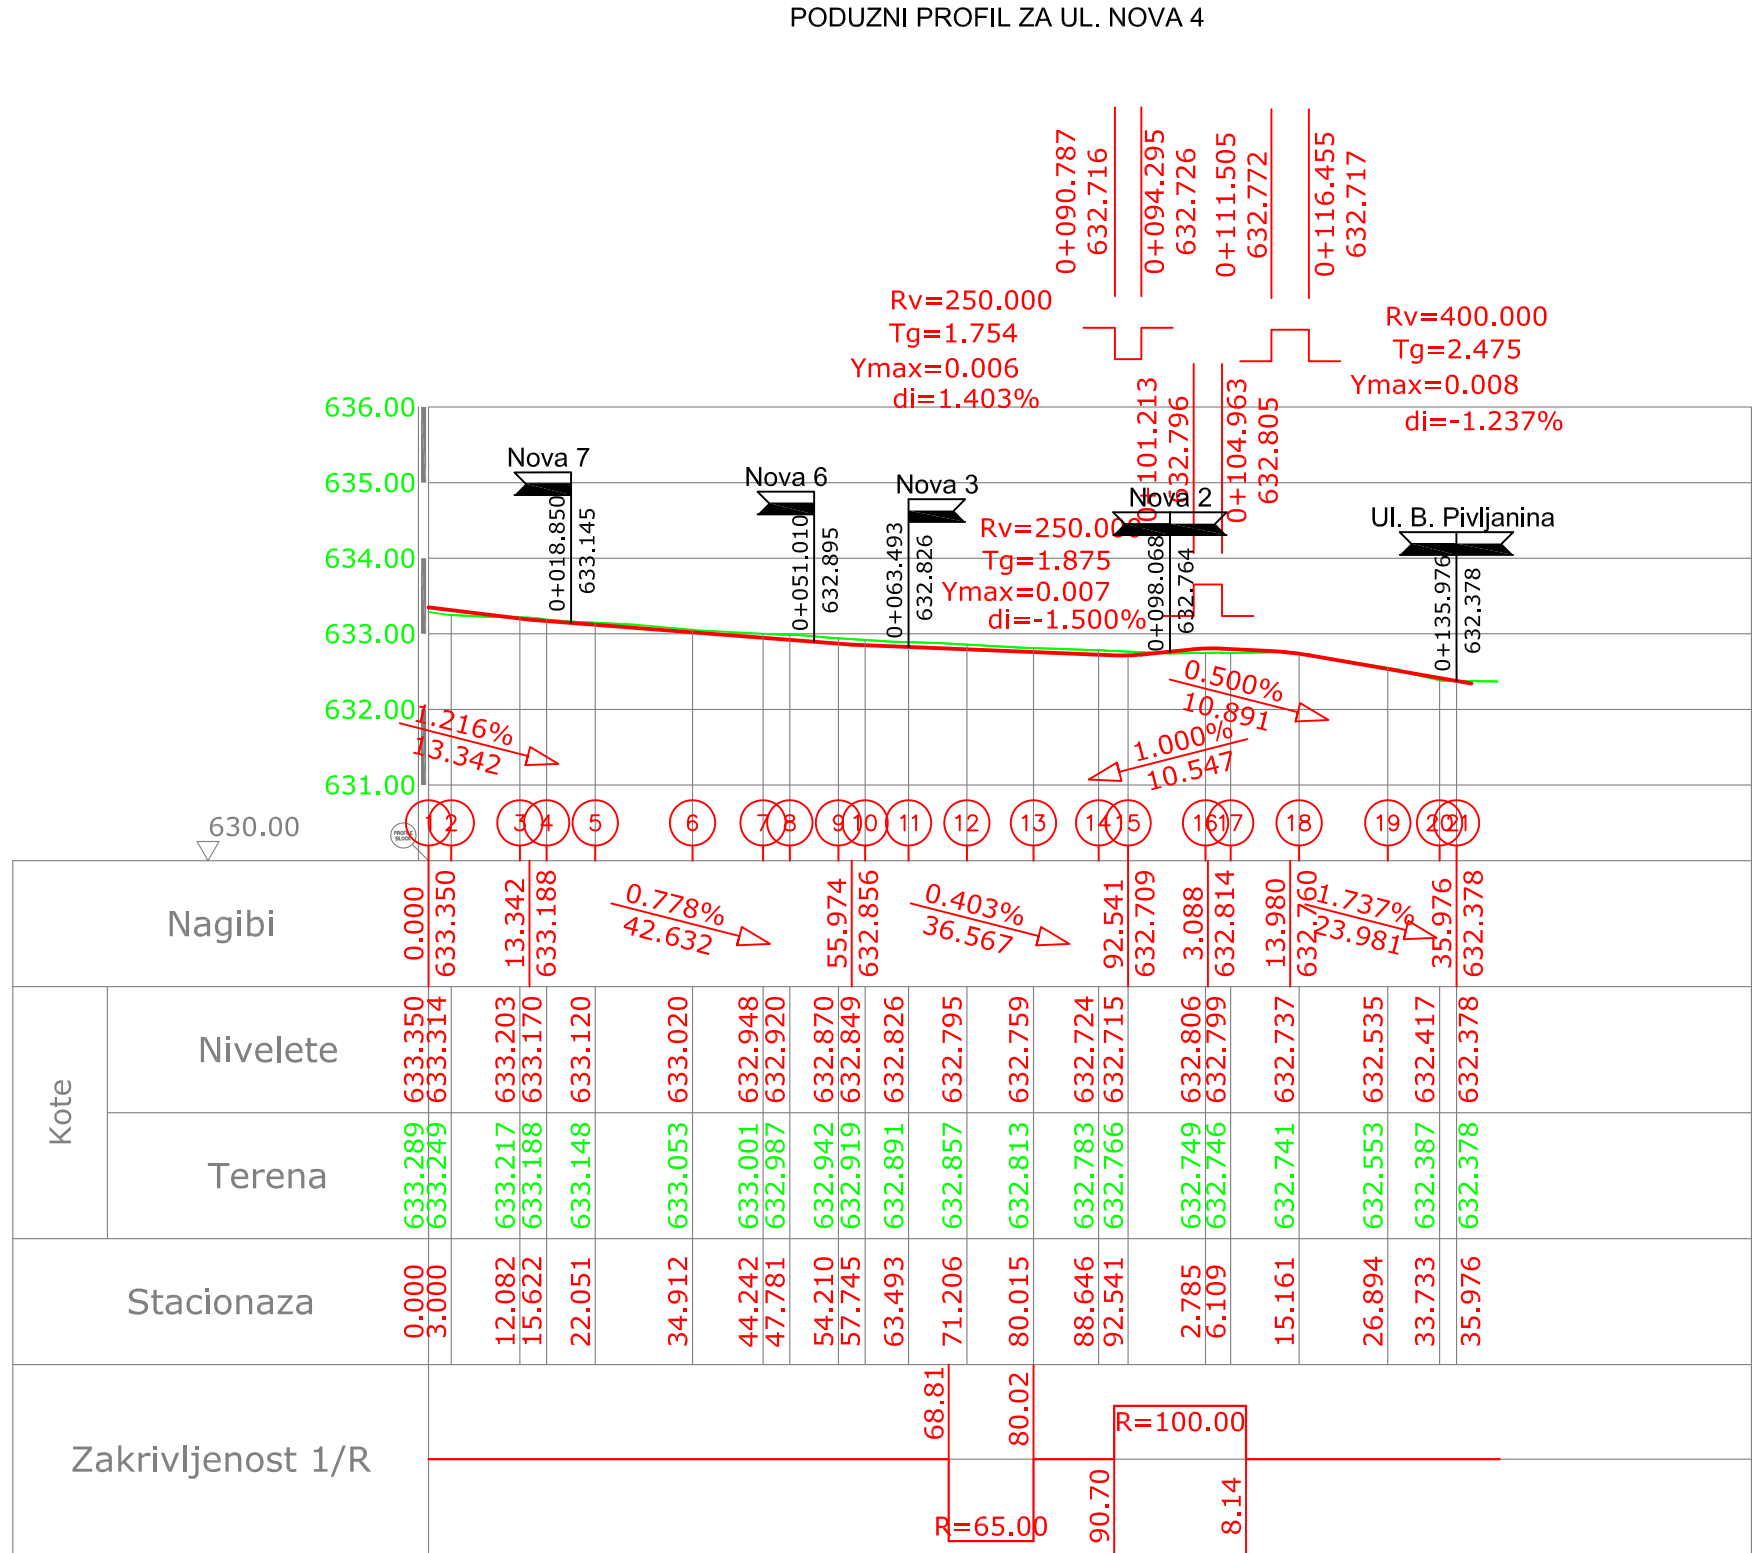 PODUZNI PROFIL ZA UL. NOVA 4
0+090.787
632.716
0+094.295
632.726
0+111.505
632.772
0+116.455
632.717
Rv=250.000
Tg=1.754
Ymax=0.006
di=1.403%
Rv=400.000
Tg=2.475
Ymax=0.008
di=-1.237%
0+101.213
632.796
0+104.963
632.805
Rv=250.000
Tg=1.875
Ymax=0.007
di=-1.500%
636.00
635.00
634.00
633.00
632.00
631.00
630.00
Nova 7
0+018.850
633.145
Nova 6
0+051.010
632.895
Nova 3
0+063.493
632.826
Nova 2
0+098.068
632.764
Ul. B. Pivljanina
0+135.976
632.378
1.216%
13.342
0.500%
10.891
1.000%
10.547
PROFILE
BLOCK
1 2 3 4 5 6 7 8 9 10 11 12 13 14 15 16 17 18 19 20 21
Nagibi
0.000
633.350
13.342
633.188
0.778%
42.632
55.974
632.856
0.403%
36.567
92.541
632.709
3.088
632.814
13.980
632.760
1.737%
23.981
35.976
632.378
Kote
Nivelete
633.350 633.314 633.203 633.170 633.120 633.020 632.948 632.920 632.870 632.849 632.826 632.795 632.759 632.724 632.715 632.806 632.799 632.737 632.535 632.417 632.378
Terena
633.289 633.249 633.217 633.188 633.148 633.053 633.001 632.987 632.942 632.919 632.891 632.857 632.813 632.783 632.766 632.749 632.746 632.741 632.553 632.387 632.378
Stacionaza
0.000 3.000 12.082 15.622 22.051 34.912 44.242 47.781 54.210 57.745 63.493 71.206 80.015 88.646 92.541 2.785 6.109 15.161 26.894 33.733 35.976
Zakrivljenost 1/R
68.81
R=65.00
80.02
90.70
R=100.00
8.14